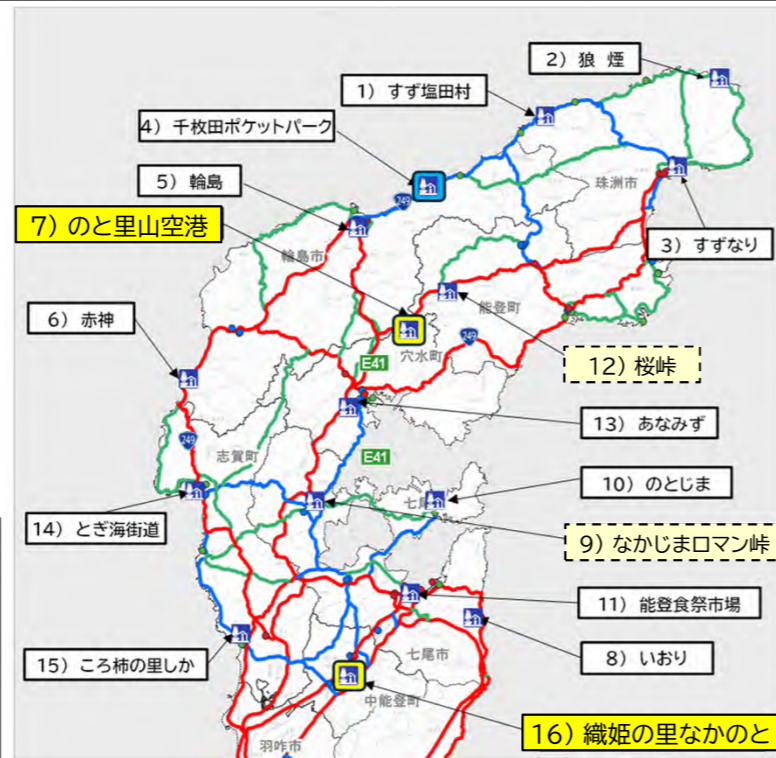 2) 狼 煙
1) すず塩田村
4) 千枚田ポケットパーク
珠洲市
5) 輪島
249
7) のと里山空港
3) すずなり
輪島市
能登町
6) 赤神
249
穴水町
12) 桜峠
E41
13) あなみず
249
志賀町
E41
10) のとじま
七尾
14) とぎ海街道
9) なかじまロマン峠
11) 能登食祭市場
15) ころ柿の里しか
七尾市
8) いおり
中能登町
16) 織姫の里なかのと
羽咋市